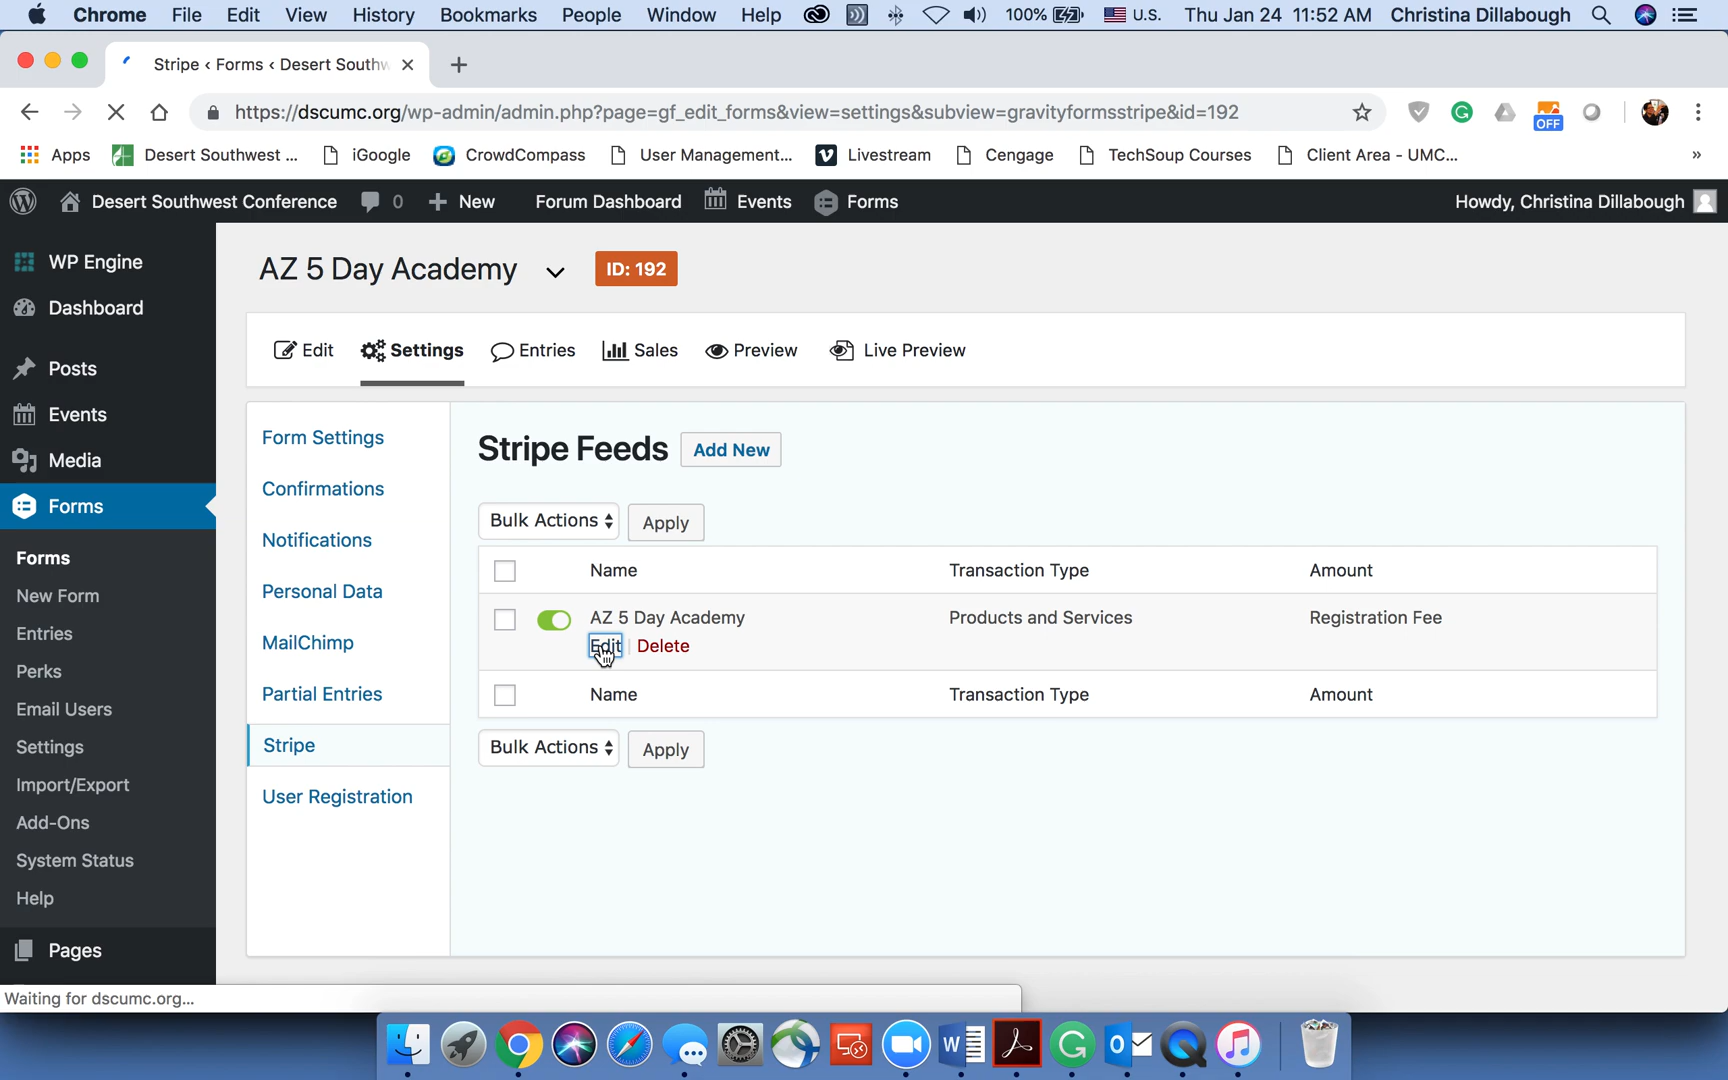 Chrome File Edit View History Bookmarks People Window Help 100% U.S. Thu Jan 24 11:52 AM Christina Dillabough
Stripe ‹ Forms ‹ Desert Southw
https://dscumc.org/wp-admin/admin.php?page=gf_edit_forms&view=settings&subview=gravityformsstripe&id=192
OFF
Apps Desert Southwest ... iGoogle CrowdCompass User Management... Livestream Cengage TechSoup Courses Client Area - UMC... »
Desert Southwest Conference 0 New Forum Dashboard Events Forms Howdy, Christina Dillabough
WP Engine
Dashboard
Posts
Events
Media
Forms
Forms
New Form
Entries
Perks
Email Users
Settings
Import/Export
Add-Ons
System Status
Help
Pages
AZ 5 Day Academy ID: 192
Edit Settings Entries Sales Preview Live Preview
Form Settings
Confirmations
Notifications
Personal Data
MailChimp
Partial Entries
Stripe
User Registration
Stripe Feeds Add New
Bulk Actions Apply
Name Transaction Type Amount
AZ 5 Day Academy Products and Services Registration Fee
Edit | Delete
Name Transaction Type Amount
Bulk Actions Apply
Waiting for dscumc.org...